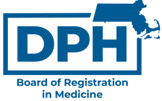 DPH
Board of Registration
in Medicine